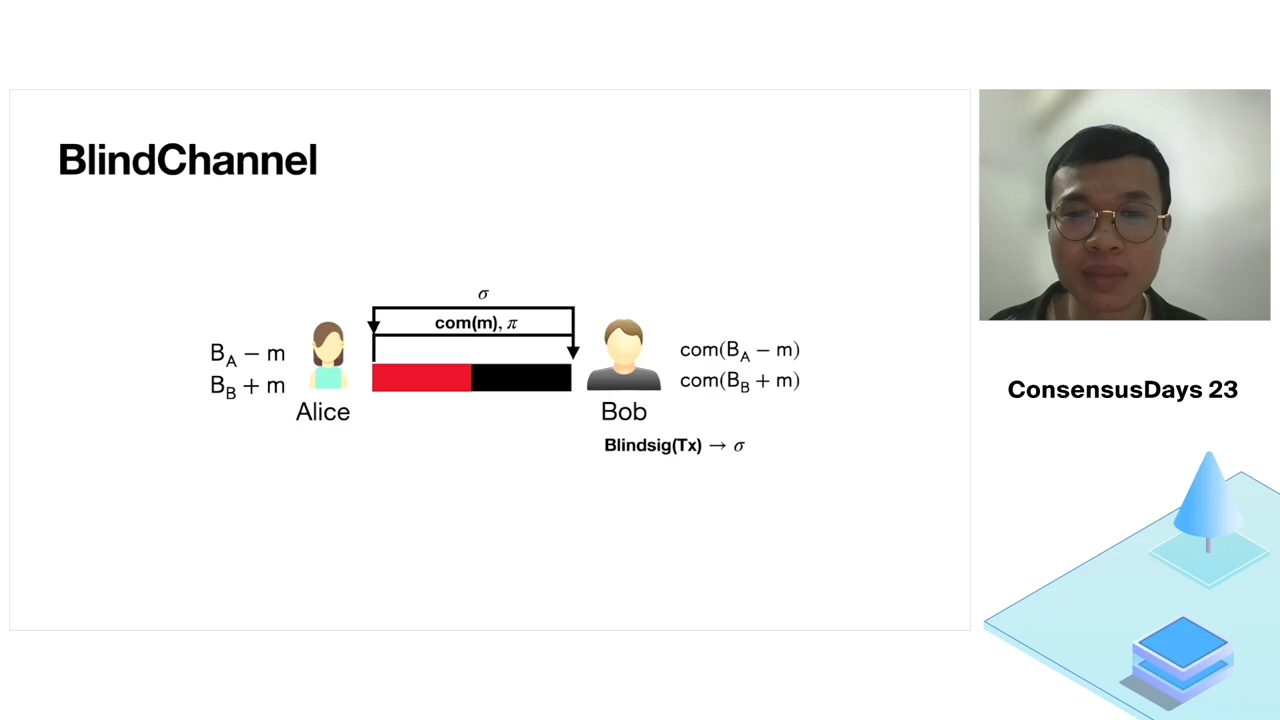 BlindChannel
σ
com(m), π
B_A − m
B_B + m
com(B_A − m)
com(B_B + m)
Alice
Bob
Blindsig(Tx) → σ
ConsensusDays 23